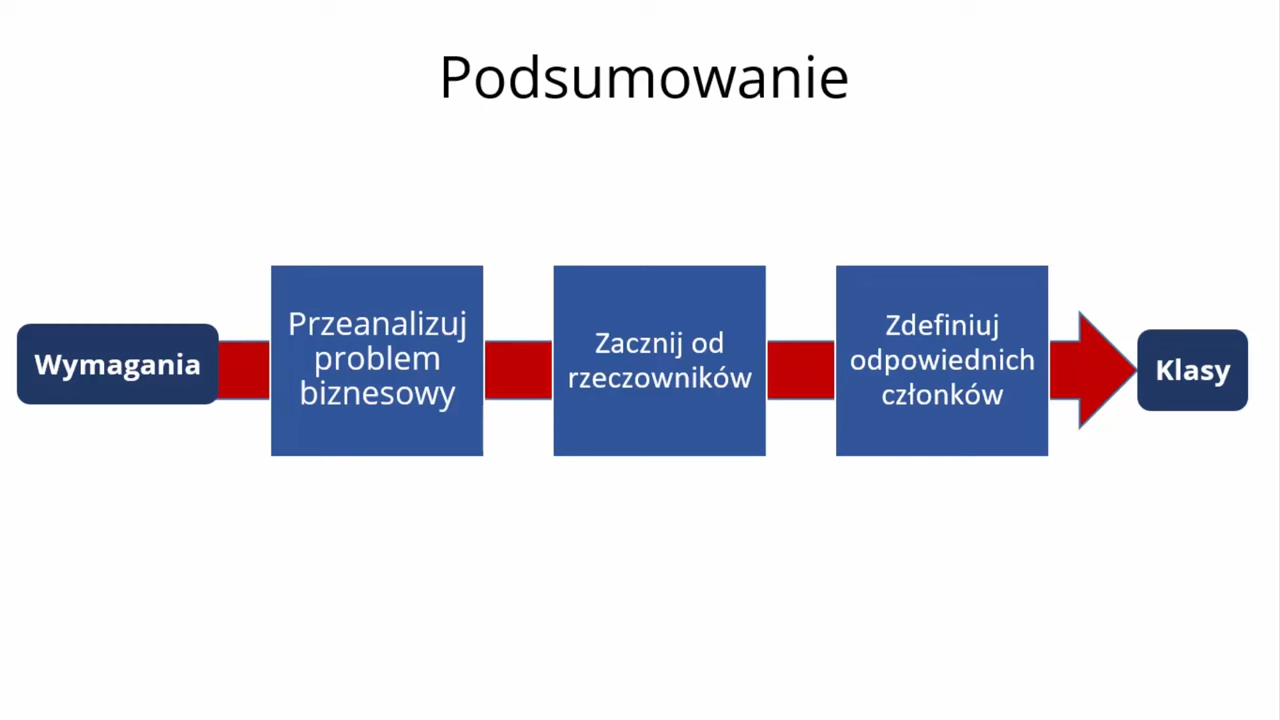 Podsumowanie
Wymagania
Przeanalizuj
problem
biznesowy
Zacznij od
rzeczowników
Zdefiniuj
odpowiednich
członków
Klasy